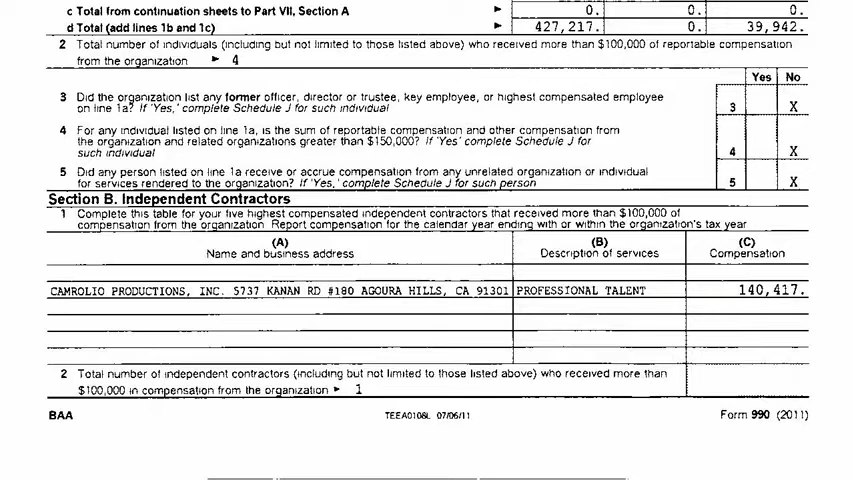 c Total from continuation sheets to Part VII, Section A ► 0. 0. 0.
d Total (add lines 1b and 1c) ► 427,217. 0. 39,942.
2 Total number of individuals (including but not limited to those listed above) who received more than $100,000 of reportable compensation
from the organization ► 4
Yes No
3 Did the organization list any former officer, director or trustee, key employee, or highest compensated employee
on line 1a? If 'Yes,' complete Schedule J for such individual 3 X
4 For any individual listed on line 1a, is the sum of reportable compensation and other compensation from
the organization and related organizations greater than $150,000? If 'Yes' complete Schedule J for
such individual 4 X
5 Did any person listed on line 1a receive or accrue compensation from any unrelated organization or individual
for services rendered to the organization? If 'Yes,' complete Schedule J for such person 5 X
Section B. Independent Contractors
1 Complete this table for your five highest compensated independent contractors that received more than $100,000 of
compensation from the organization Report compensation for the calendar year ending with or within the organization's tax year
(A) (B) (C)
Name and business address Description of services Compensation
CAMROLIO PRODUCTIONS, INC. 5737 KANAN RD #180 AGOURA HILLS, CA 91301 PROFESSIONAL TALENT 140,417.
2 Total number of independent contractors (including but not limited to those listed above) who received more than
$100,000 in compensation from the organization ► 1
BAA TEEA0108L 07/06/11 Form 990 (2011)